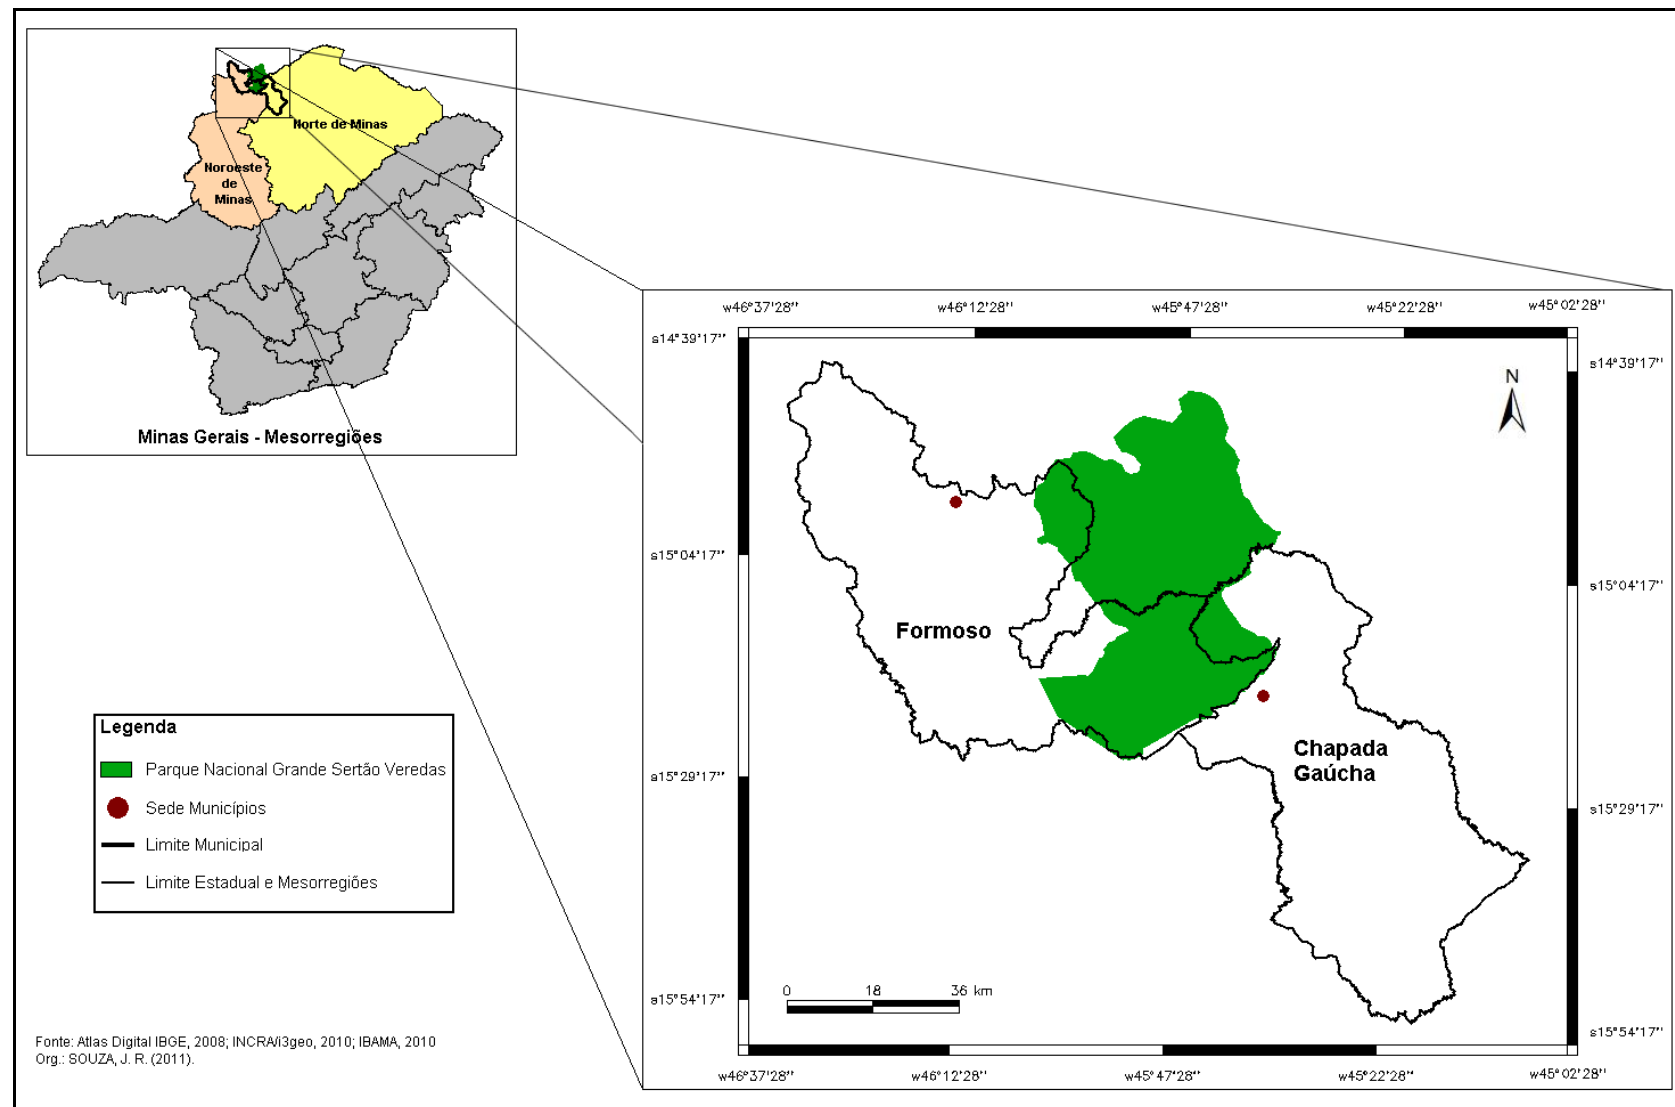 Norte de Minas
Noroeste
de
Minas
Minas Gerais - Mesorregiões
w46°37'28''
w46°12'28''
w45°47'28''
w45°22'28''
w45°02'28''
s14°39'17''
s14°39'17''
N
s15°04'17''
s15°04'17''
Formoso
Chapada
Gaúcha
s15°29'17''
s15°29'17''
0 18 36 km
s15°54'17''
s15°54'17''
w46°37'28''
w46°12'28''
w45°47'28''
w45°22'28''
w45°02'28''
Legenda
Parque Nacional Grande Sertão Veredas
Sede Municípios
Limite Municipal
Limite Estadual e Mesorregiões
Fonte: Atlas Digital IBGE, 2008; INCRA/i3geo, 2010; IBAMA, 2010
Org.: SOUZA, J. R. (2011).